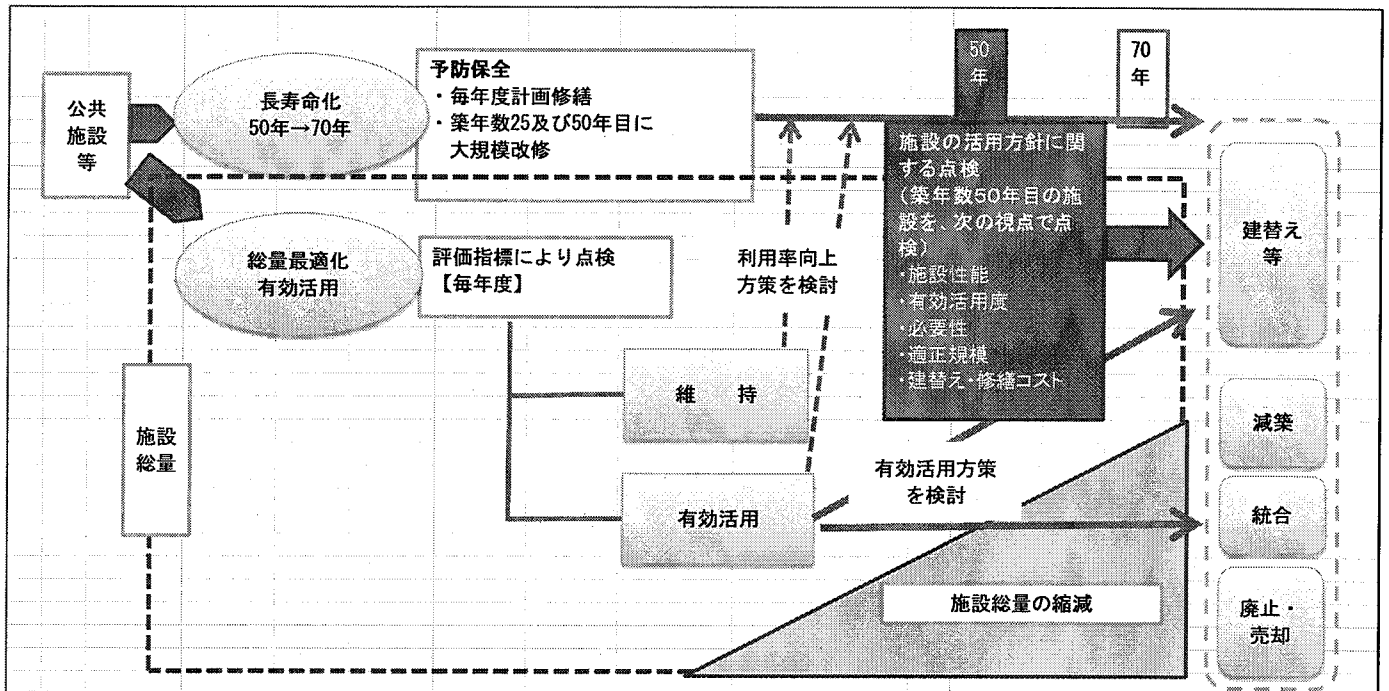 公共
施設
等
長寿命化
50年→70年
予防保全
・毎年度計画修繕
・築年数25及び50年目に
大規模改修
50
年
70
年
総量最適化
有効活用
評価指標により点検
【毎年度】
利用率向上
方策を検討
施設の活用方針に関
する点検
(築年数50年目の施
設を、次の視点で点
検)
・施設性能
・有効活用度
・必要性
・適正規模
・建替え・修繕コスト
建替え
等
施設
総量
維　持
有効活用
有効活用方策
を検討
減築
統合
施設総量の縮減
廃止・
売却